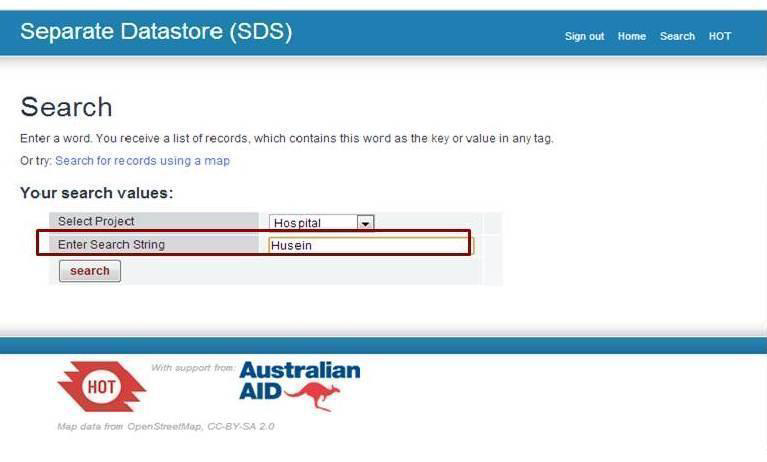 Separate Datastore (SDS)
Sign out Home Search HOT
Search
Enter a word. You receive a list of records, which contains this word as the key or value in any tag.
Or try: Search for records using a map
Your search values:
Select Project Hospital
Enter Search String Husein
search
HOT
With support from:
Australian
AID
Map data from OpenStreetMap, CC-BY-SA 2.0